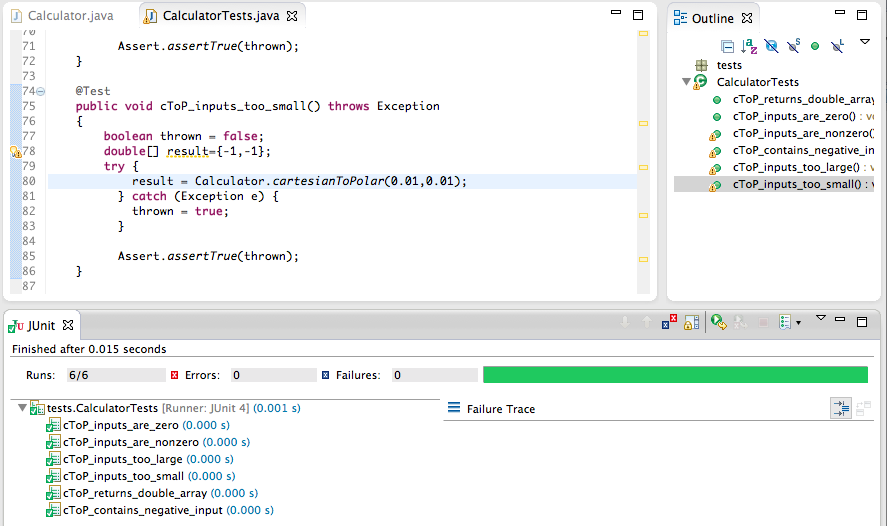 Calculator.java
CalculatorTests.java
Outline
70
71 Assert.assertTrue(thrown);
72 }
73
74 @Test
75 public void cToP_inputs_too_small() throws Exception
76 {
77 boolean thrown = false;
78 double[] result={-1,-1};
79 try {
80 result = Calculator.cartesianToPolar(0.01,0.01);
81 } catch (Exception e) {
82 thrown = true;
83 }
84
85 Assert.assertTrue(thrown);
86 }
87
tests
CalculatorTests
cToP_returns_double_array
cToP_inputs_are_zero() : vo
cToP_inputs_are_nonzero()
cToP_contains_negative_in
cToP_inputs_too_large() : v
cToP_inputs_too_small() : v
JUnit
Finished after 0.015 seconds
Runs: 6/6 Errors: 0 Failures: 0
tests.CalculatorTests [Runner: JUnit 4] (0.001 s)
cToP_inputs_are_zero (0.000 s)
cToP_inputs_are_nonzero (0.000 s)
cToP_inputs_too_large (0.000 s)
cToP_inputs_too_small (0.000 s)
cToP_returns_double_array (0.000 s)
cToP_contains_negative_input (0.000 s)
Failure Trace